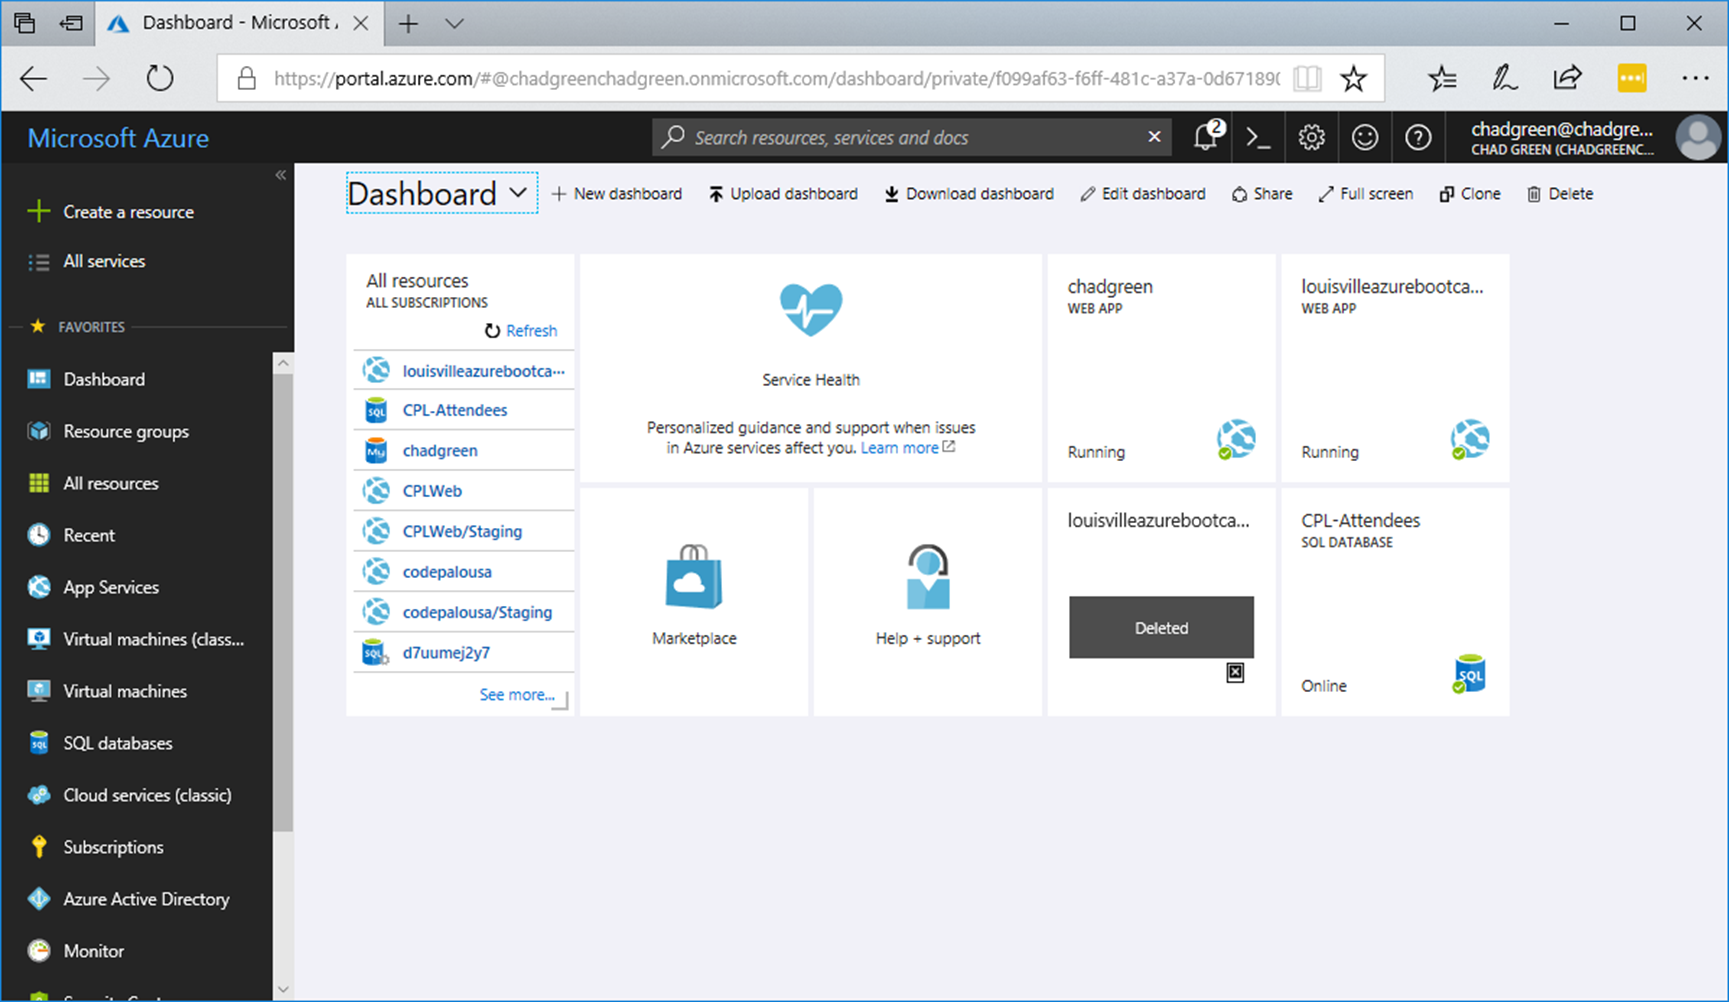 Dashboard - Microsoft
https://portal.azure.com/#@chadgreenchadgreen.onmicrosoft.com/dashboard/private/f099af63-f6ff-481c-a37a-0d671890
Microsoft Azure
Search resources, services and docs
2
chadgreen@chadgre...
CHAD GREEN (CHADGREENC...
Create a resource
All services
FAVORITES
Dashboard
Resource groups
All resources
Recent
App Services
Virtual machines (class...
Virtual machines
SQL databases
Cloud services (classic)
Subscriptions
Azure Active Directory
Monitor
Dashboard
New dashboard
Upload dashboard
Download dashboard
Edit dashboard
Share
Full screen
Clone
Delete
All resources
ALL SUBSCRIPTIONS
Refresh
louisvilleazurebootca...
SQL
CPL-Attendees
My
chadgreen
CPLWeb
CPLWeb/Staging
codepalousa
codepalousa/Staging
SQL
d7uumej2y7
See more...
Service Health
Personalized guidance and support when issues
in Azure services affect you. Learn more
Marketplace
Help + support
chadgreen
WEB APP
Running
louisvilleazurebootca...
WEB APP
Running
louisvilleazurebootca...
Deleted
CPL-Attendees
SQL DATABASE
Online
SQL